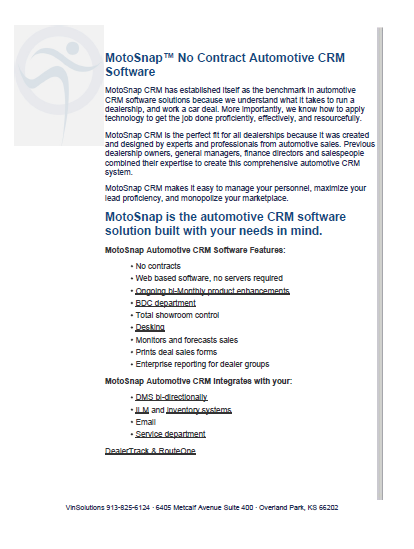 MotoSnap™ No Contract Automotive CRM
Software
MotoSnap CRM has established itself as the benchmark in automotive
CRM software solutions because we understand what it takes to run a
dealership, and work a car deal. More importantly, we know how to apply
technology to get the job done proficiently, effectively, and resourcefully.
MotoSnap CRM is the perfect fit for all dealerships because it was created
and designed by experts and professionals from automotive sales. Previous
dealership owners, general managers, finance directors and salespeople
combined their expertise to create this comprehensive automotive CRM
system.
MotoSnap CRM makes it easy to manage your personnel, maximize your
lead proficiency, and monopolize your marketplace.
MotoSnap is the automotive CRM software
solution built with your needs in mind.
MotoSnap Automotive CRM Software Features:
• No contracts
• Web based software, no servers required
• Ongoing bi-Monthly product enhancements
• BDC department
• Total showroom control
• Desking
• Monitors and forecasts sales
• Prints deal sales forms
• Enterprise reporting for dealer groups
MotoSnap Automotive CRM integrates with your:
• DMS bi-directionally
• ILM and inventory systems
• Email
• Service department
DealerTrack & RouteOne
VinSolutions 913-825-6124 · 6405 Metcalf Avenue Suite 400 · Overland Park, KS 66202